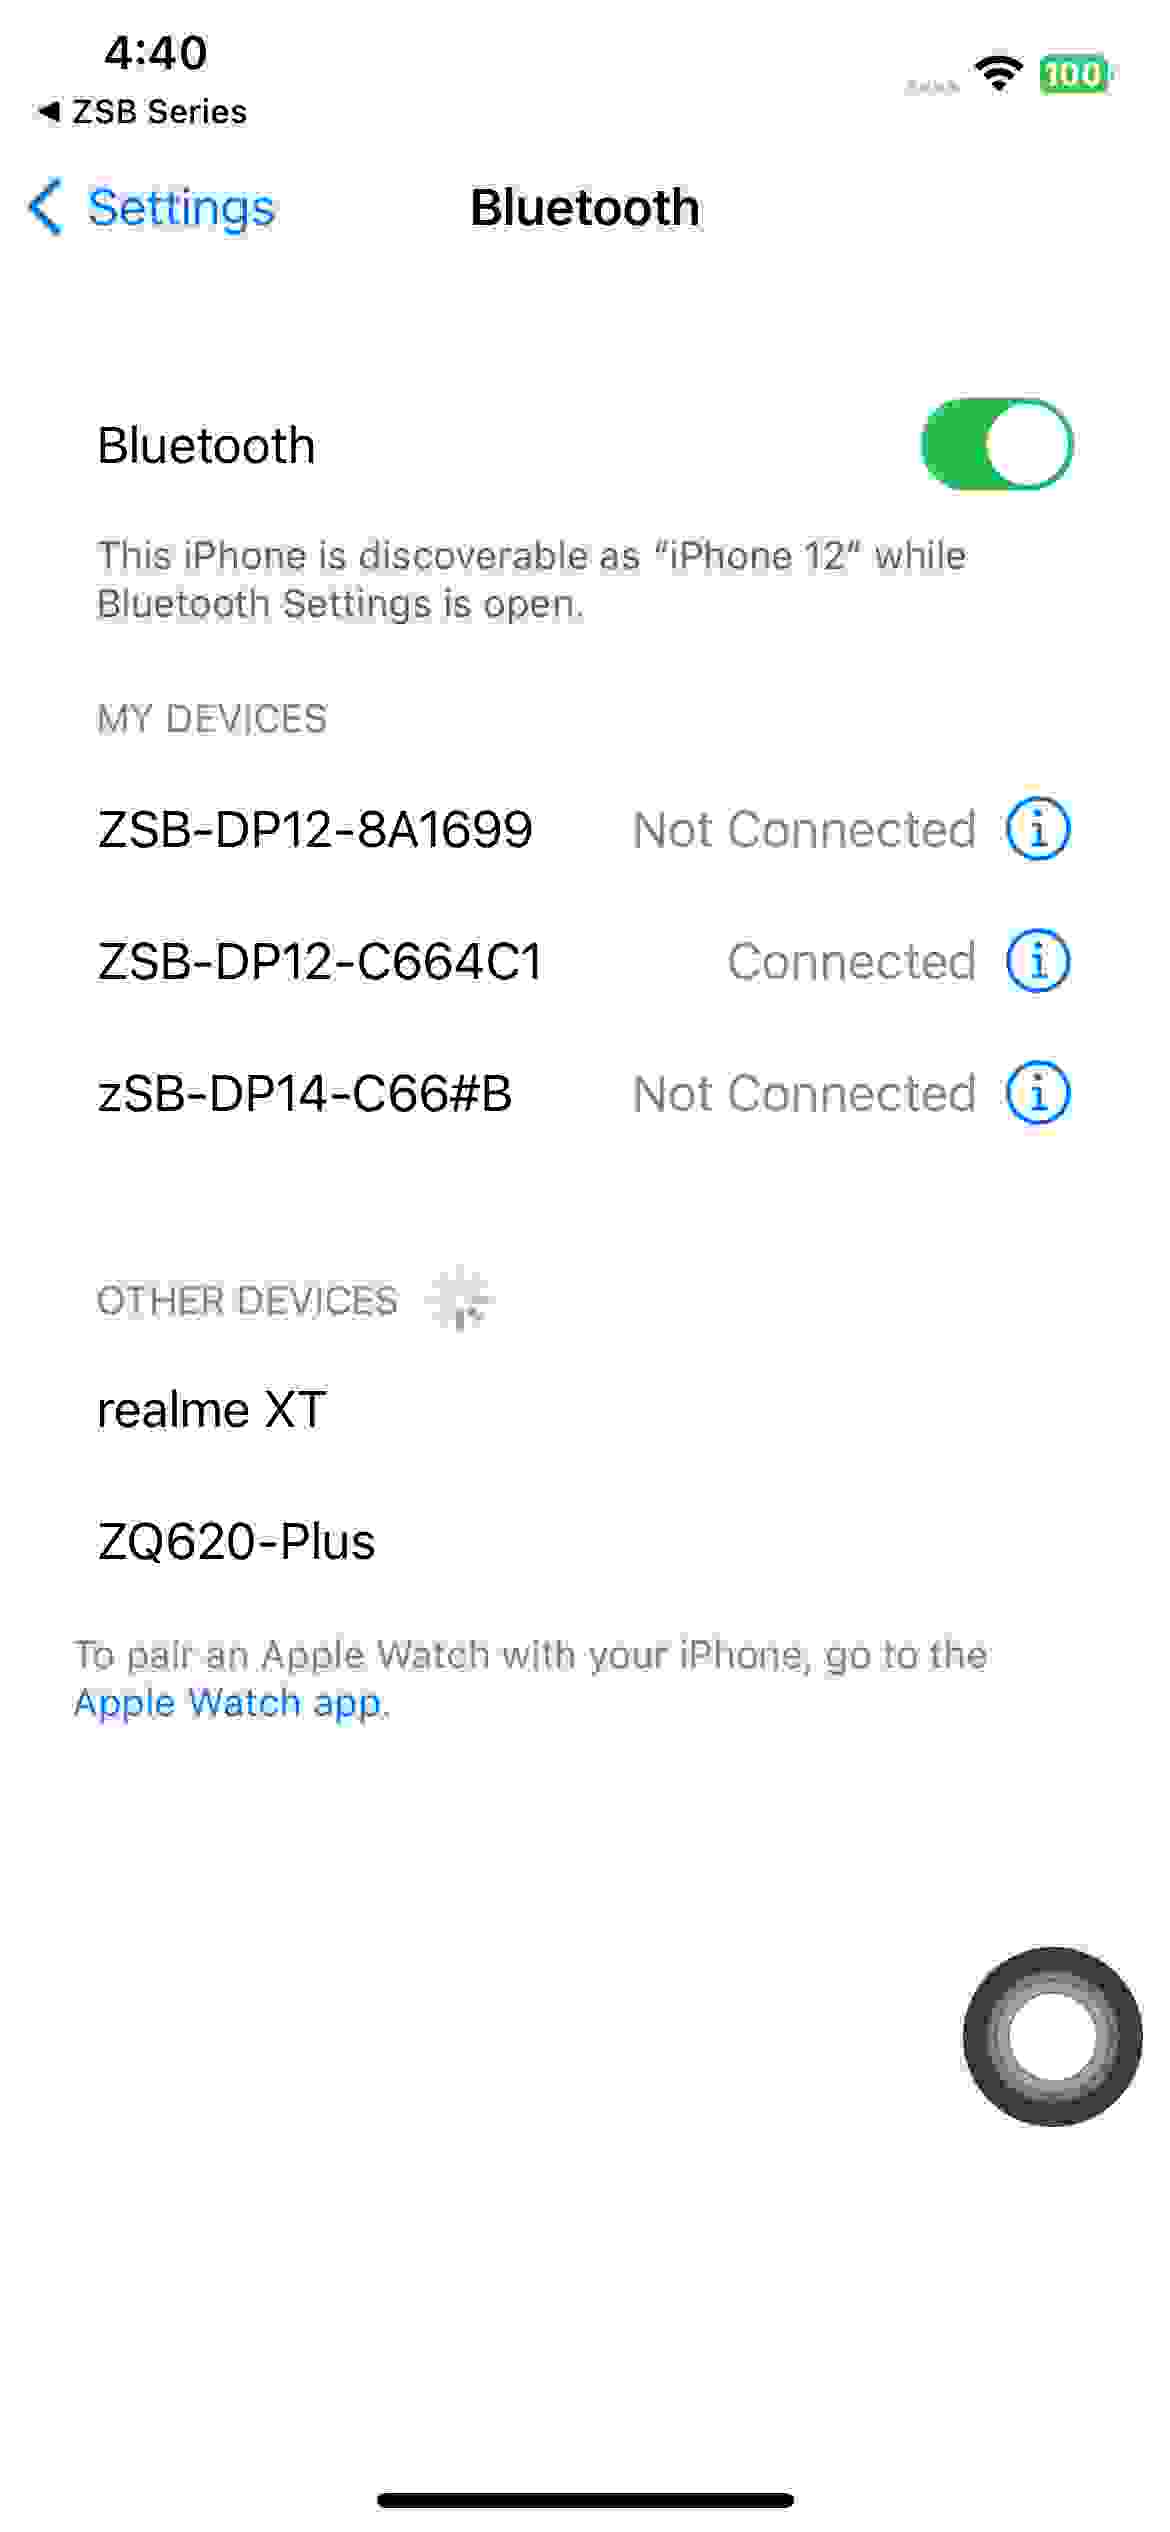 4:40
100
◀ ZSB Series
Settings
Bluetooth
Bluetooth
This iPhone is discoverable as “iPhone 12” while
Bluetooth Settings is open.
MY DEVICES
ZSB-DP12-8A1699 Not Connected
ZSB-DP12-C664C1 Connected
zSB-DP14-C66#B Not Connected
OTHER DEVICES
realme XT
ZQ620-Plus
To pair an Apple Watch with your iPhone, go to the
Apple Watch app.